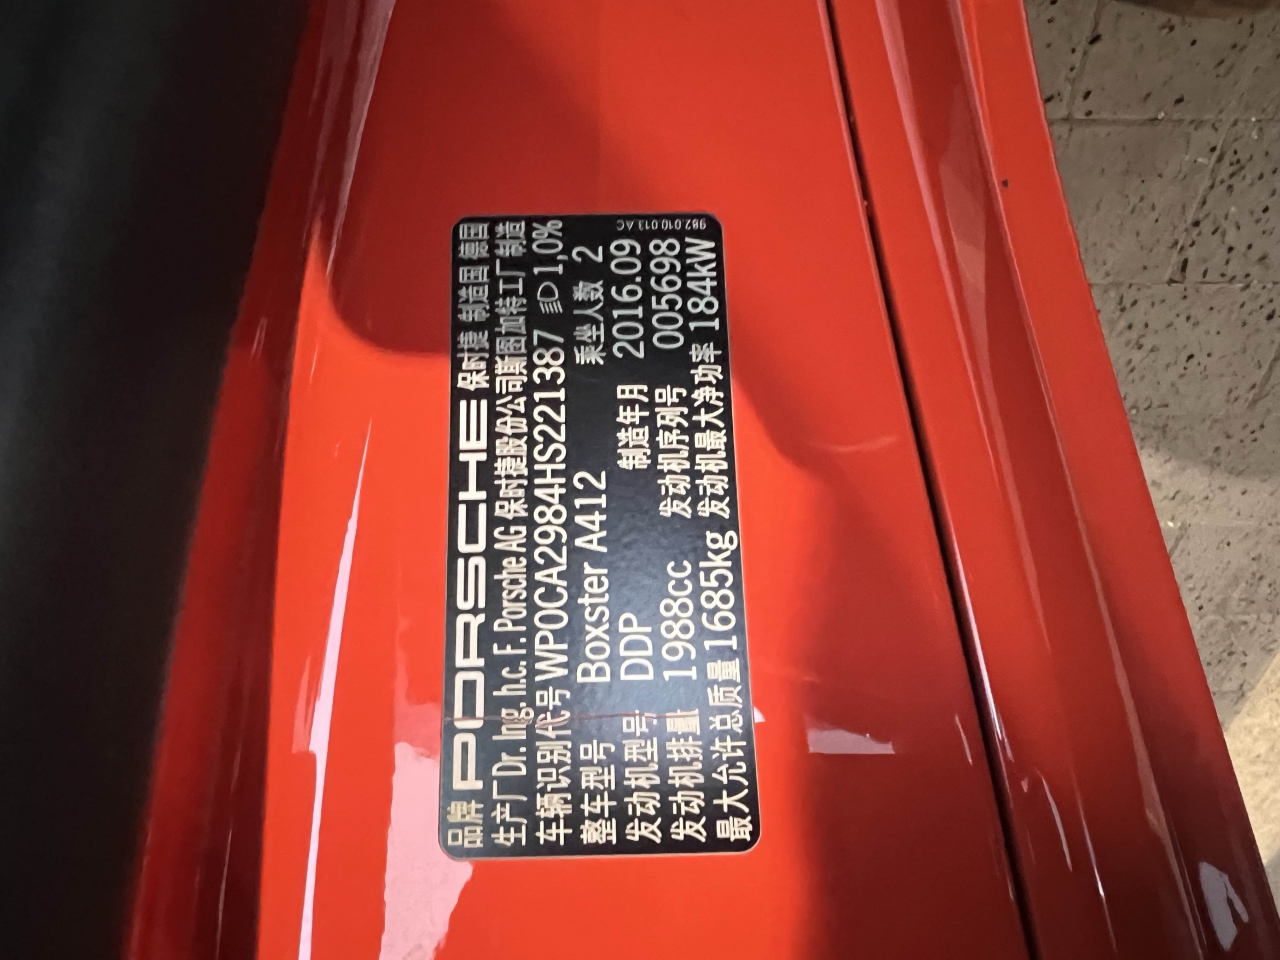 品牌 PORSCHE 保时捷 制造国 德国
生产厂 Dr. Ing. h.c. F. Porsche AG 保时捷股份公司斯图加特工厂 制造
车辆识别代号 WP0CA2984HS221387 1,0%
整车型号 Boxster A412 乘坐人数 2
发动机型号 DDP 制造年月 2016.09
发动机排量 1988cc 发动机序列号 005698
最大允许总质量 1685kg 发动机最大净功率 184kW
982.010.013.AC